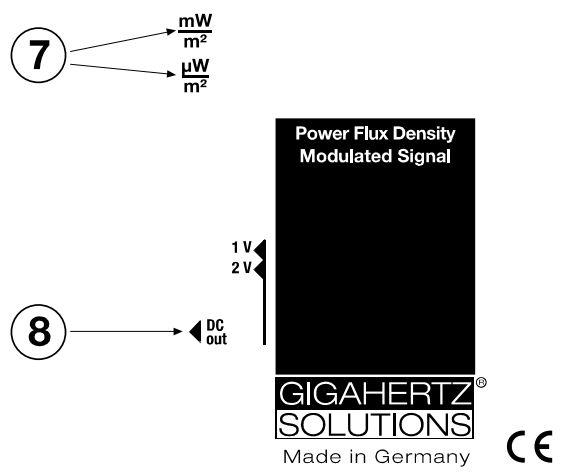 7
mW
m²
µW
m²
Power Flux Density
Modulated Signal
1 V
2 V
8
DC
out
GIGAHERTZ®
SOLUTIONS
Made in Germany
CE